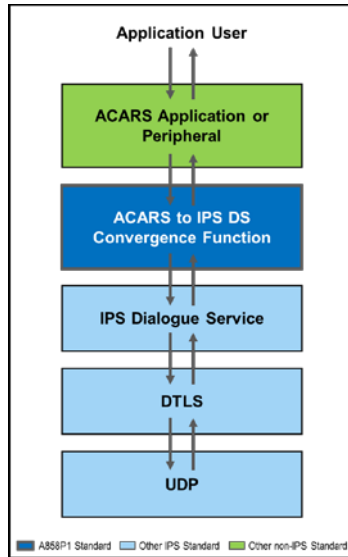 Application User
ACARS Application or
Peripheral
ACARS to IPS DS
Convergence Function
IPS Dialogue Service
DTLS
UDP
A858P1 Standard Other IPS Standard Other non-IPS Standard